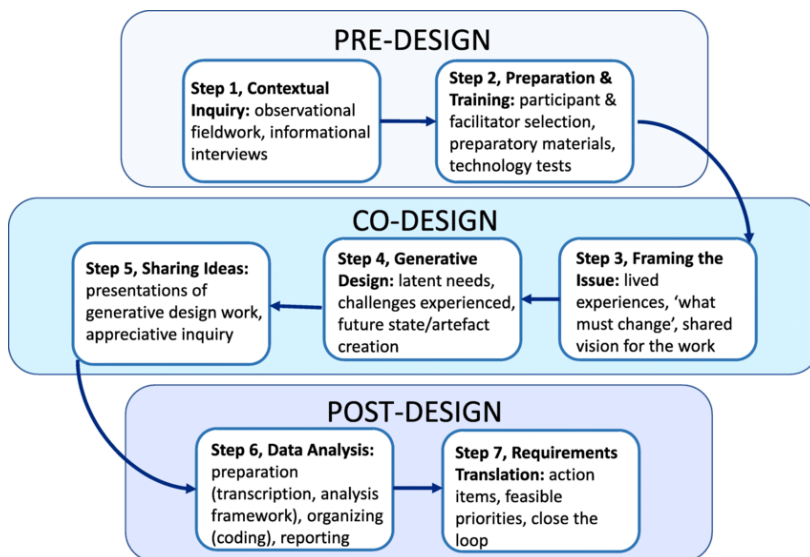 PRE-DESIGN
Step 1, Contextual
Inquiry: observational
fieldwork, informational
interviews
Step 2, Preparation &
Training: participant &
facilitator selection,
preparatory materials,
technology tests
CO-DESIGN
Step 3, Framing the
Issue: lived
experiences, ‘what
must change’, shared
vision for the work
Step 4, Generative
Design: latent needs,
challenges experienced,
future state/artefact
creation
Step 5, Sharing Ideas:
presentations of
generative design work,
appreciative inquiry
POST-DESIGN
Step 6, Data Analysis:
preparation
(transcription, analysis
framework), organizing
(coding), reporting
Step 7, Requirements
Translation: action
items, feasible
priorities, close the
loop